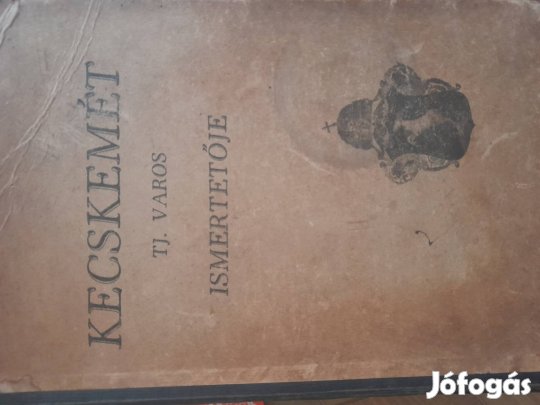 KECSKEMÉT
TJ. VAROS
ISMERTETŐJE
Jófogás